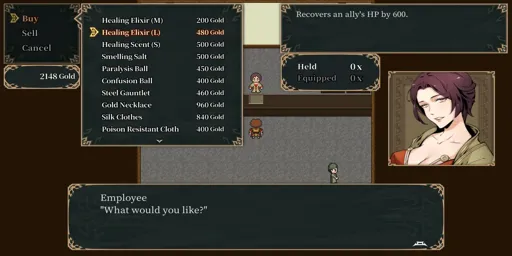 Buy
Sell
Cancel
2148 Gold
Healing Elixir (M) 200 Gold
Healing Elixir (L) 480 Gold
Healing Scent (S) 500 Gold
Smelling Salt 500 Gold
Paralysis Ball 450 Gold
Confusion Ball 400 Gold
Steel Gauntlet 460 Gold
Gold Necklace 960 Gold
Silk Clothes 840 Gold
Poison Resistant Cloth 400 Gold
Recovers an ally's HP by 600.
Held 0x
Equipped 0x
Employee
"What would you like?"